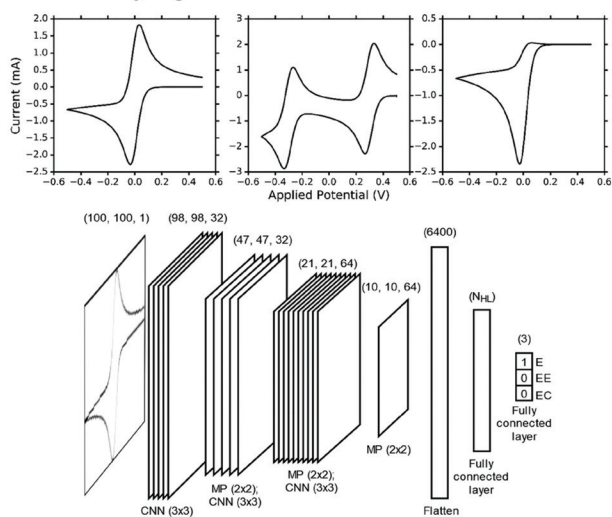 2.0
1.5
1.0
0.5
0.0
-0.5
-1.0
-1.5
-2.0
-2.5
Current (mA)
-0.6 -0.4 -0.2 0.0 0.2 0.4 0.6
3
2
1
0
-1
-2
-3
-0.6 -0.4 -0.2 0.0 0.2 0.4 0.6
Applied Potential (V)
0.5
0.0
-0.5
-1.0
-1.5
-2.0
-2.5
-0.6 -0.4 -0.2 0.0 0.2 0.4 0.6
(100, 100, 1)
(98, 98, 32)
(47, 47, 32)
(21, 21, 64)
(10, 10, 64)
(6400)
(NHL)
(3)
1 E
0 EE
0 EC
Fully
connected
layer
CNN (3x3)
MP (2x2);
CNN (3x3)
MP (2x2);
CNN (3x3)
MP (2x2)
Flatten
Fully
connected
layer